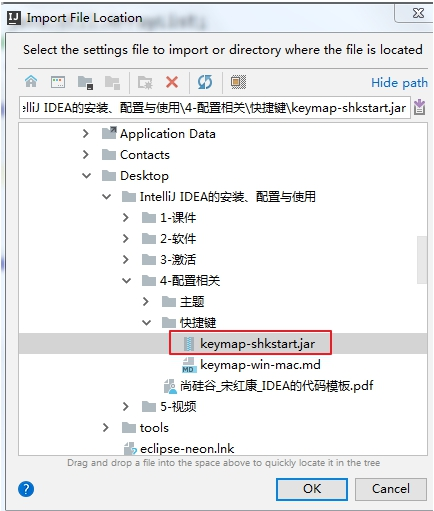 Import File Location
Select the settings file to import or directory where the file is located
Hide path
elliJ IDEA的安装、配置与使用\4-配置相关\快捷键\keymap-shkstart.jar
Application Data
Contacts
Desktop
IntelliJ IDEA的安装、配置与使用
1-课件
2-软件
3-激活
4-配置相关
主题
快捷键
keymap-shkstart.jar
MD keymap-win-mac.md
尚硅谷_宋红康_IDEA的代码模板.pdf
5-视频
tools
eclipse-neon.lnk
Drag and drop a file into the space above to quickly locate it in the tree
? OK Cancel